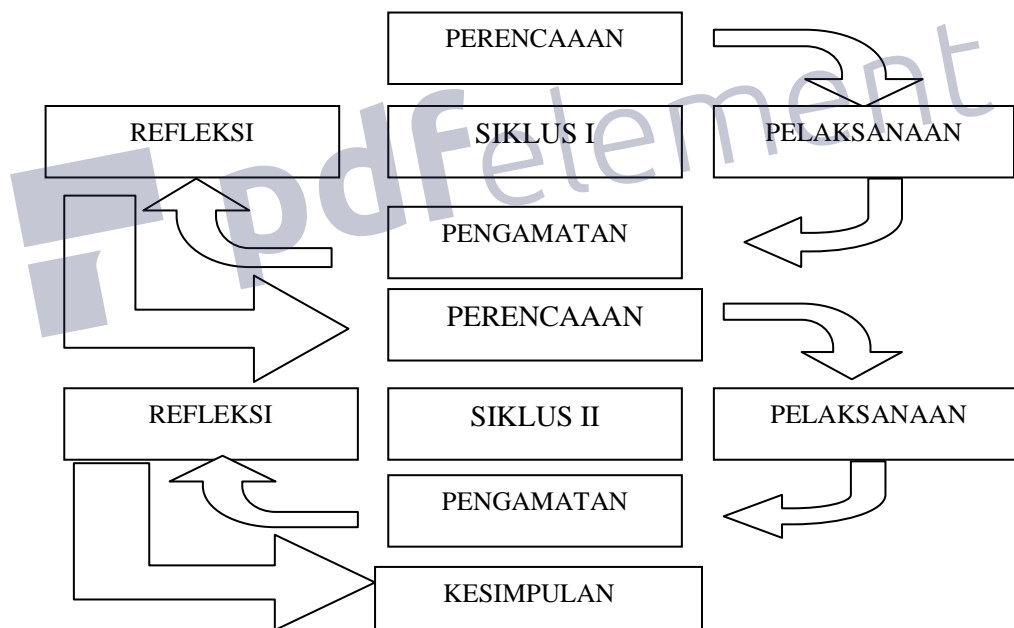 PERENCAAAN
REFLEKSI
SIKLUS I
PELAKSANAAN
PENGAMATAN
PERENCAAAN
REFLEKSI
SIKLUS II
PELAKSANAAN
PENGAMATAN
KESIMPULAN
pdfelement